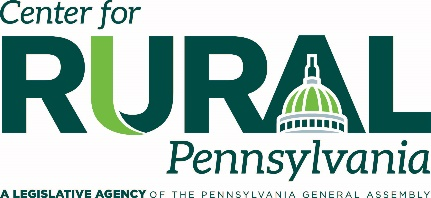 Center for
RURAL
Pennsylvania
A LEGISLATIVE AGENCY OF THE PENNSYLVANIA GENERAL ASSEMBLY